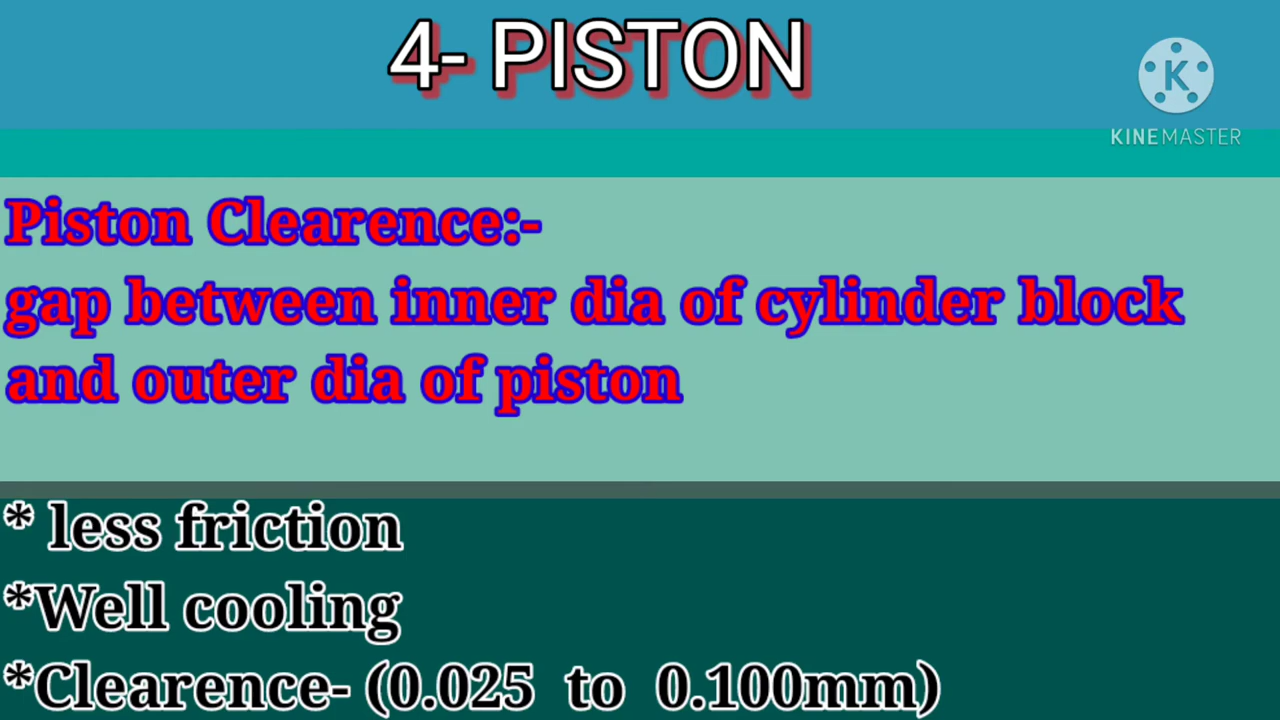 4- PISTON
K
KINEMASTER
Piston Clearence:-
gap between inner dia of cylinder block
and outer dia of piston
* less friction
*Well cooling
*Clearence- (0.025 to 0.100mm)